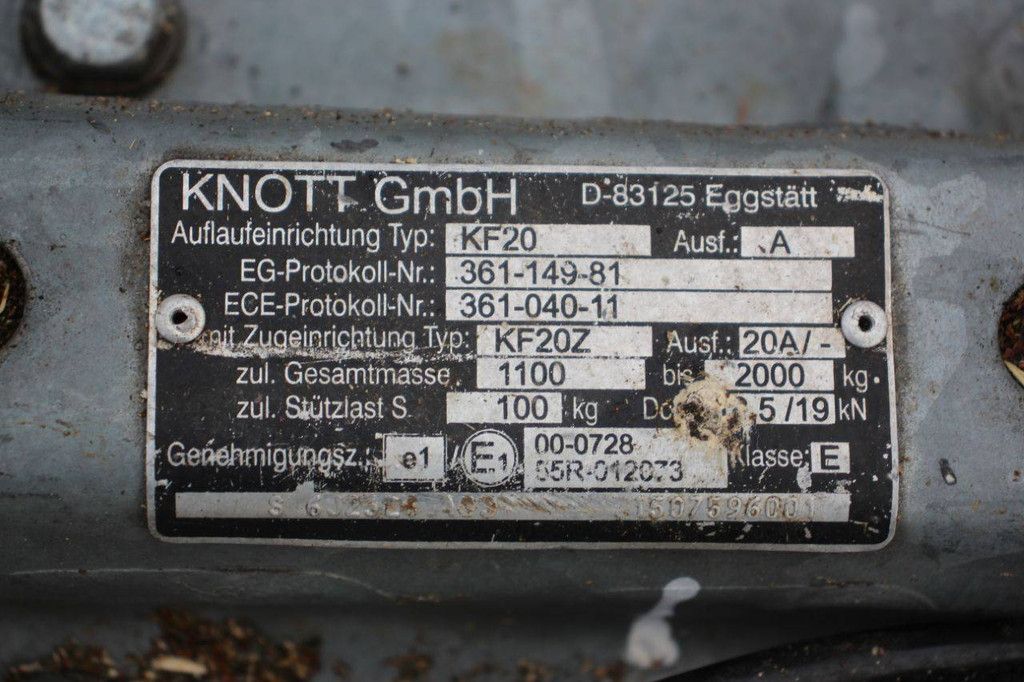 KNOTT GmbH D-83125 Eggstätt
Auflaufeinrichtung Typ: KF20 Ausf.: A
EG-Protokoll-Nr.: 361-149-81
ECE-Protokoll-Nr.: 361-040-11
mit Zugeinrichtung Typ: KF20Z Ausf.: 20A/-
zul. Gesamtmasse 1100 bis 2000 kg
zul. Stützlast S. 100 kg 5/19 kN
Genehmigungsz.: e1 / E1 00-0728 Klasse: E
55R-012073
1507596001